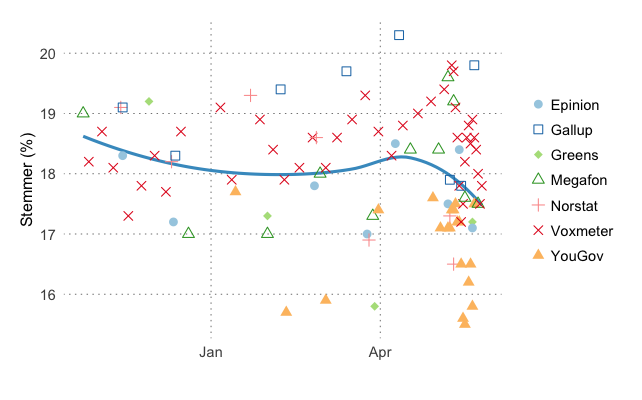 Stemmer (%)
20
19
18
17
16
Jan
Apr
Epinion
Gallup
Greens
Megafon
Norstat
Voxmeter
YouGov